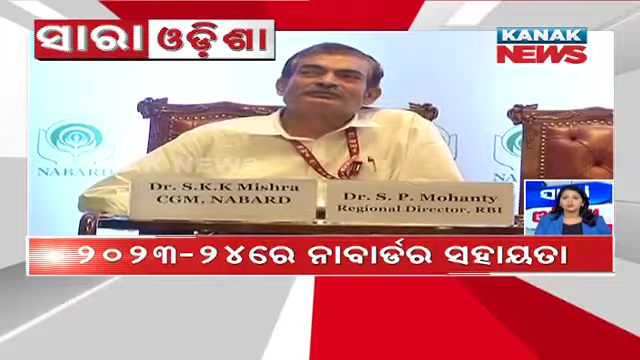 ସାରା ଓଡ଼ିଶା
KANAK
NEWS
NABARD
Dr. S.K.K Mishra
CGM, NABARD
Dr. S. P. Mohanty
Regional Director, RBI
୨୦୨୩-୨୪ରେ ନାବାର୍ଡର ସହାୟତା